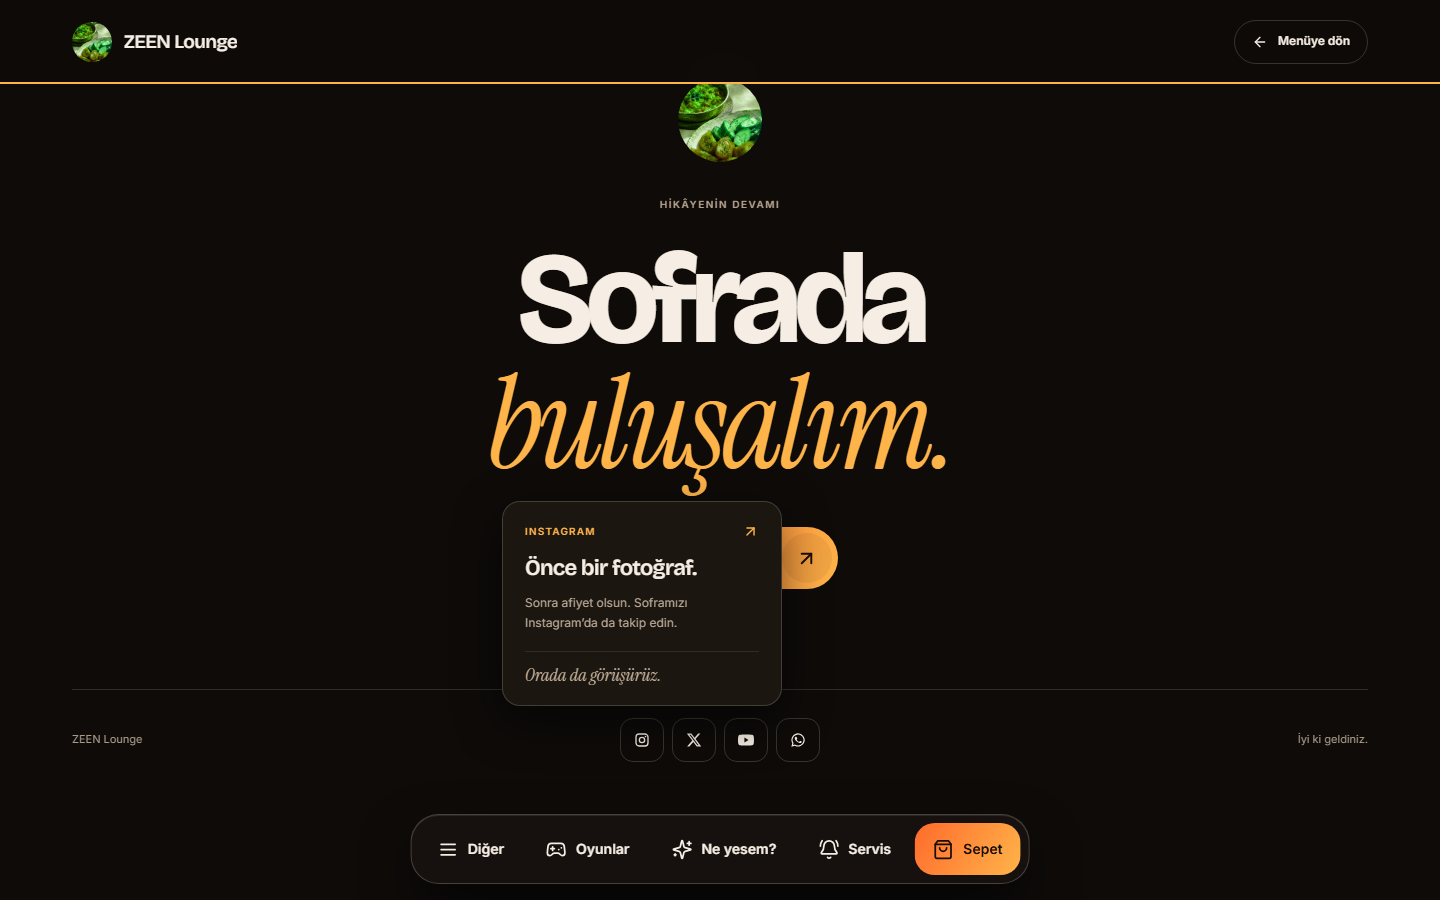 ZEEN Lounge
Menüye dön
HİKÂYENİN DEVAMI
Sofrada
buluşalım.
INSTAGRAM
Önce bir fotoğraf.
Sonra afiyet olsun. Soframızı
Instagram'da da takip edin.
Orada da görüşürüz.
ZEEN Lounge
İyi ki geldiniz.
Diğer
Oyunlar
Ne yesem?
Servis
Sepet